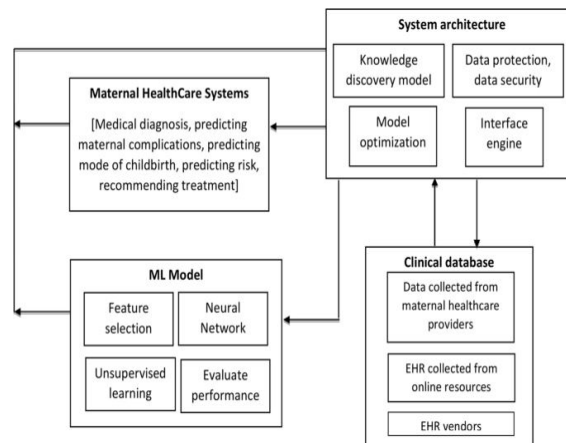 System architecture
Knowledge
discovery model
Data protection,
data security
Model
optimization
Interface
engine
Maternal HealthCare Systems
[Medical diagnosis, predicting
maternal complications, predicting
mode of childbirth, predicting risk,
recommending treatment]
ML Model
Feature
selection
Neural
Network
Unsupervised
learning
Evaluate
performance
Clinical database
Data collected from
maternal healthcare
providers
EHR collected from
online resources
EHR vendors